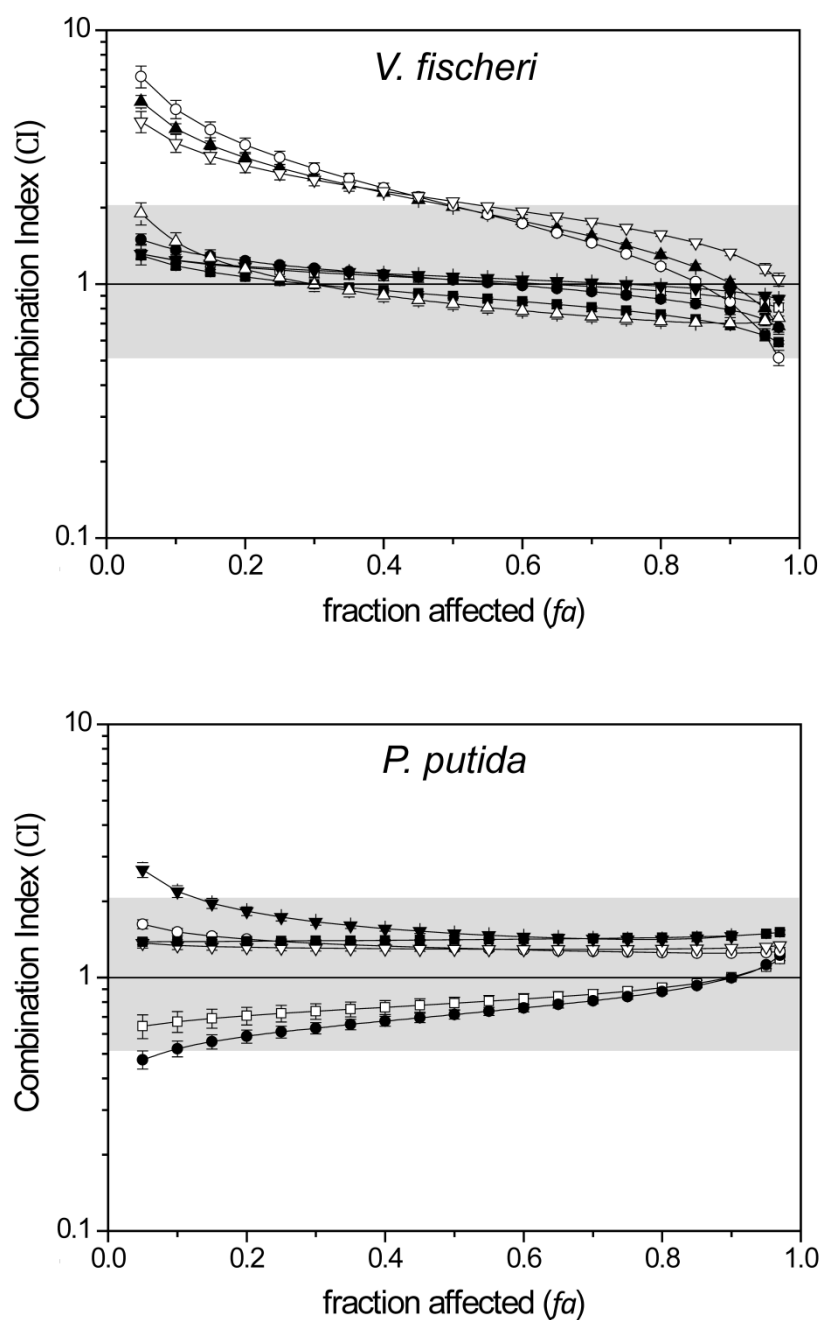 10
V. fischeri
Combination Index (CI)
1
0.1
0.0 0.2 0.4 0.6 0.8 1.0
fraction affected (fa)
10
P. putida
Combination Index (CI)
1
0.1
0.0 0.2 0.4 0.6 0.8 1.0
fraction affected (fa)